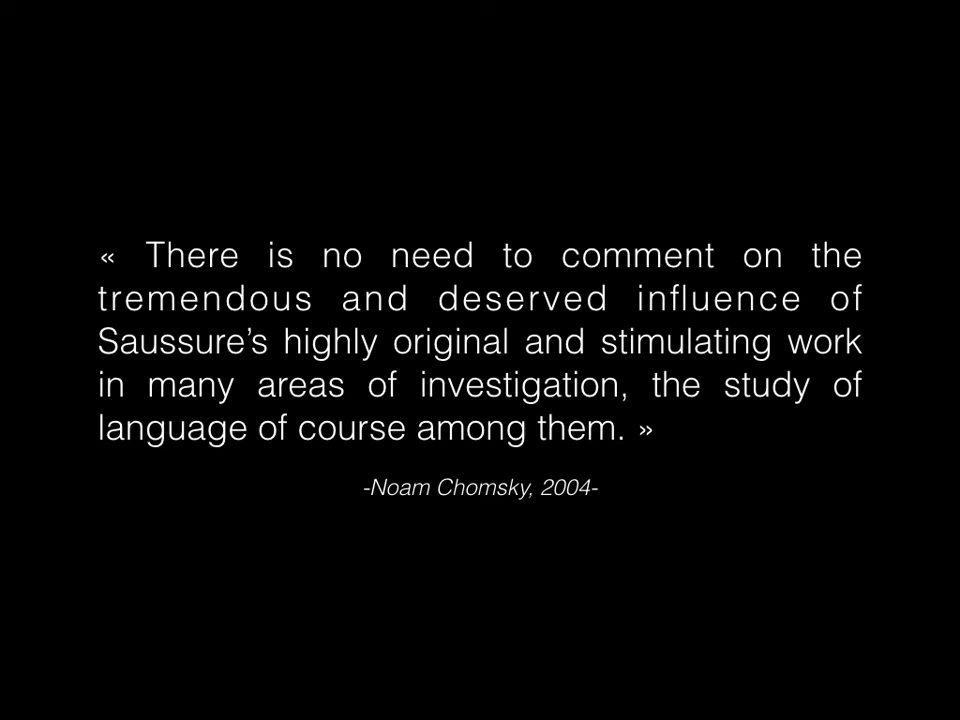 « There is no need to comment on the
tremendous and deserved influence of
Saussure’s highly original and stimulating work
in many areas of investigation, the study of
language of course among them. »
-Noam Chomsky, 2004-